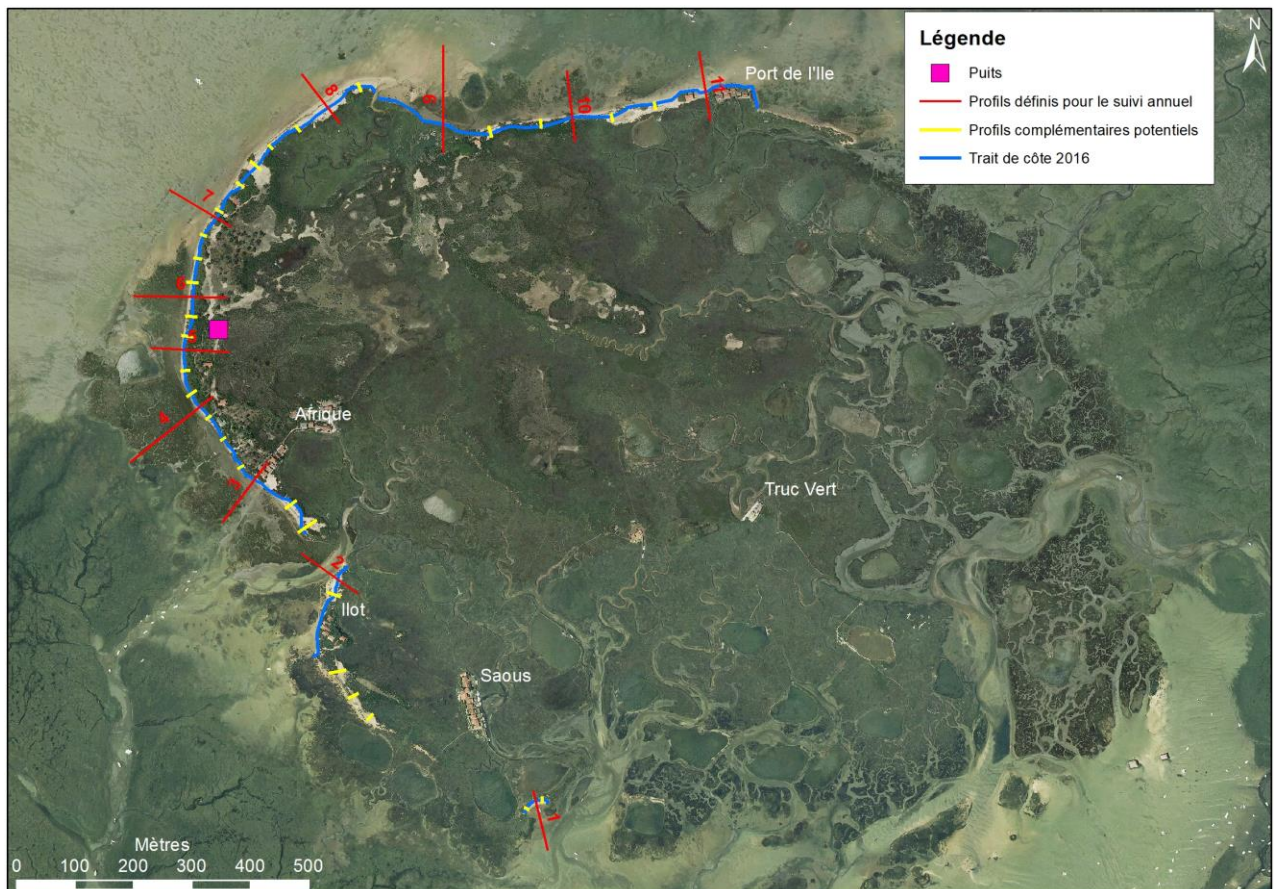 Légende
N
Puits
Profils définis pour le suivi annuel
Profils complémentaires potentiels
Trait de côte 2016
Port de l'Ile
8
9
10
11
7
6
4
Afrique
3
Truc Vert
2
Ilot
Saous
1
Mètres
0 100 200 300 400 500